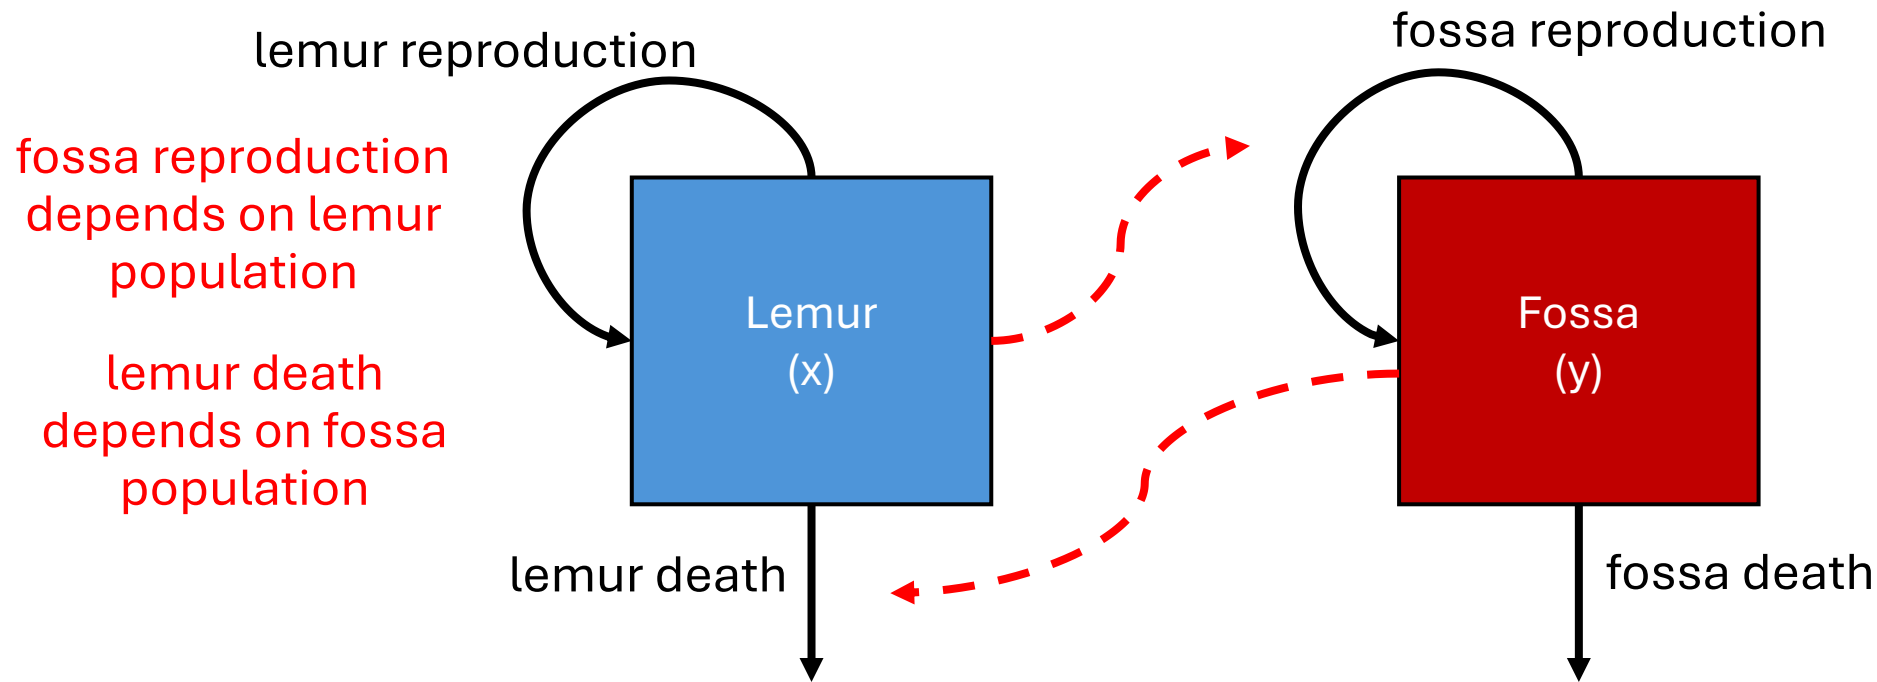 lemur reproduction
fossa reproduction
fossa reproduction
depends on lemur
population
lemur death
depends on fossa
population
Lemur
(x)
Fossa
(y)
lemur death
fossa death